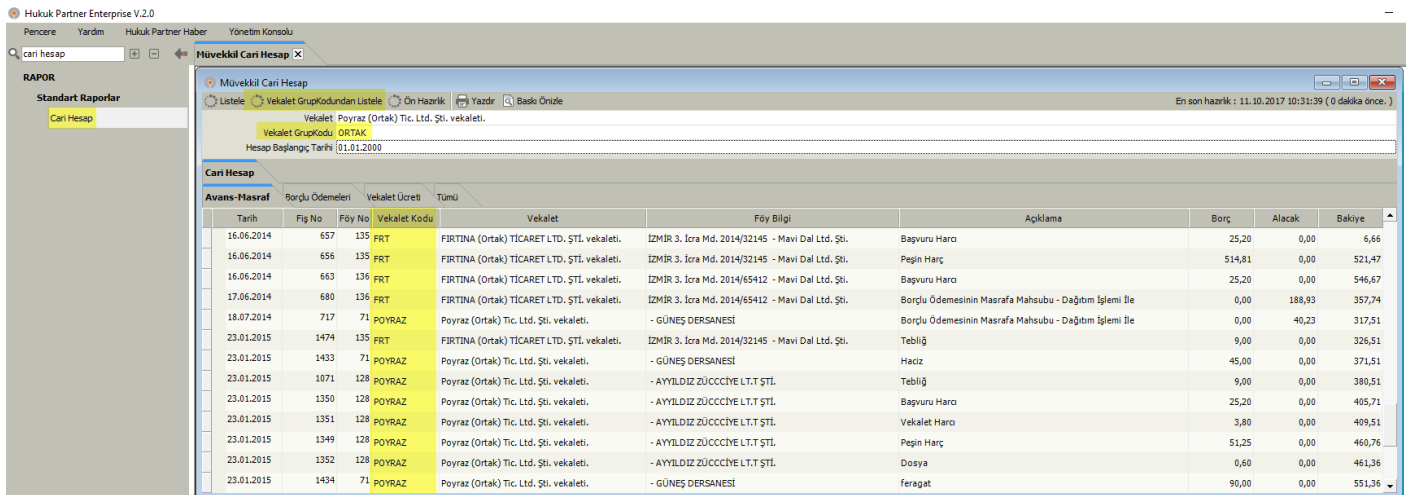 Hukuk Partner Enterprise V.2.0
Pencere Yardım Hukuk Partner Haber Yönetim Konsolu
cari hesap
Müvekkil Cari Hesap
RAPOR
Standart Raporlar
Cari Hesap
Müvekkil Cari Hesap
Listele Vekalet GrupKodundan Listele Ön Hazırlık Yazdır Baskı Önizle En son hazırlık : 11.10.2017 10:31:39 ( 0 dakika önce. )
Vekalet Poyraz (Ortak) Tic. Ltd. Şti. vekaleti.
Vekalet GrupKodu ORTAK
Hesap Başlangıç Tarihi 01.01.2000
Cari Hesap
Avans-Masraf Borçlu Ödemeleri Vekalet Ücreti Tümü
Tarih Fiş No Föy No Vekalet Kodu Vekalet Föy Bilgi Açıklama Borç Alacak Bakiye
16.06.2014 657 135 FRT FIRTINA (Ortak) TİCARET LTD. ŞTİ. vekaleti. İZMİR 3. İcra Md. 2014/32145 - Mavi Dal Ltd. Şti. Başvuru Harcı 25,20 0,00 6,66
16.06.2014 656 135 FRT FIRTINA (Ortak) TİCARET LTD. ŞTİ. vekaleti. İZMİR 3. İcra Md. 2014/32145 - Mavi Dal Ltd. Şti. Peşin Harç 514,81 0,00 521,47
16.06.2014 663 136 FRT FIRTINA (Ortak) TİCARET LTD. ŞTİ. vekaleti. İZMİR 3. İcra Md. 2014/65412 - Mavi Dal Ltd. Şti. Başvuru Harcı 25,20 0,00 546,67
17.06.2014 680 136 FRT FIRTINA (Ortak) TİCARET LTD. ŞTİ. vekaleti. İZMİR 3. İcra Md. 2014/65412 - Mavi Dal Ltd. Şti. Borçlu Ödemesinin Masrafa Mahsubu - Dağıtım İşlemi İle 0,00 188,93 357,74
18.07.2014 717 71 POYRAZ Poyraz (Ortak) Tic. Ltd. Şti. vekaleti. - GÜNEŞ DERSANESİ Borçlu Ödemesinin Masrafa Mahsubu - Dağıtım İşlemi İle 0,00 40,23 317,51
23.01.2015 1474 135 FRT FIRTINA (Ortak) TİCARET LTD. ŞTİ. vekaleti. İZMİR 3. İcra Md. 2014/32145 - Mavi Dal Ltd. Şti. Tebliğ 9,00 0,00 326,51
23.01.2015 1433 71 POYRAZ Poyraz (Ortak) Tic. Ltd. Şti. vekaleti. - GÜNEŞ DERSANESİ Haciz 45,00 0,00 371,51
23.01.2015 1071 128 POYRAZ Poyraz (Ortak) Tic. Ltd. Şti. vekaleti. - AYYILDIZ ZÜCCCİYE LT.T ŞTİ. Tebliğ 9,00 0,00 380,51
23.01.2015 1350 128 POYRAZ Poyraz (Ortak) Tic. Ltd. Şti. vekaleti. - AYYILDIZ ZÜCCCİYE LT.T ŞTİ. Başvuru Harcı 25,20 0,00 405,71
23.01.2015 1351 128 POYRAZ Poyraz (Ortak) Tic. Ltd. Şti. vekaleti. - AYYILDIZ ZÜCCCİYE LT.T ŞTİ. Vekalet Harcı 3,80 0,00 409,51
23.01.2015 1349 128 POYRAZ Poyraz (Ortak) Tic. Ltd. Şti. vekaleti. - AYYILDIZ ZÜCCCİYE LT.T ŞTİ. Peşin Harç 51,25 0,00 460,76
23.01.2015 1352 128 POYRAZ Poyraz (Ortak) Tic. Ltd. Şti. vekaleti. - AYYILDIZ ZÜCCCİYE LT.T ŞTİ. Dosya 0,60 0,00 461,36
23.01.2015 1434 71 POYRAZ Poyraz (Ortak) Tic. Ltd. Şti. vekaleti. - GÜNEŞ DERSANESİ feragat 90,00 0,00 551,36